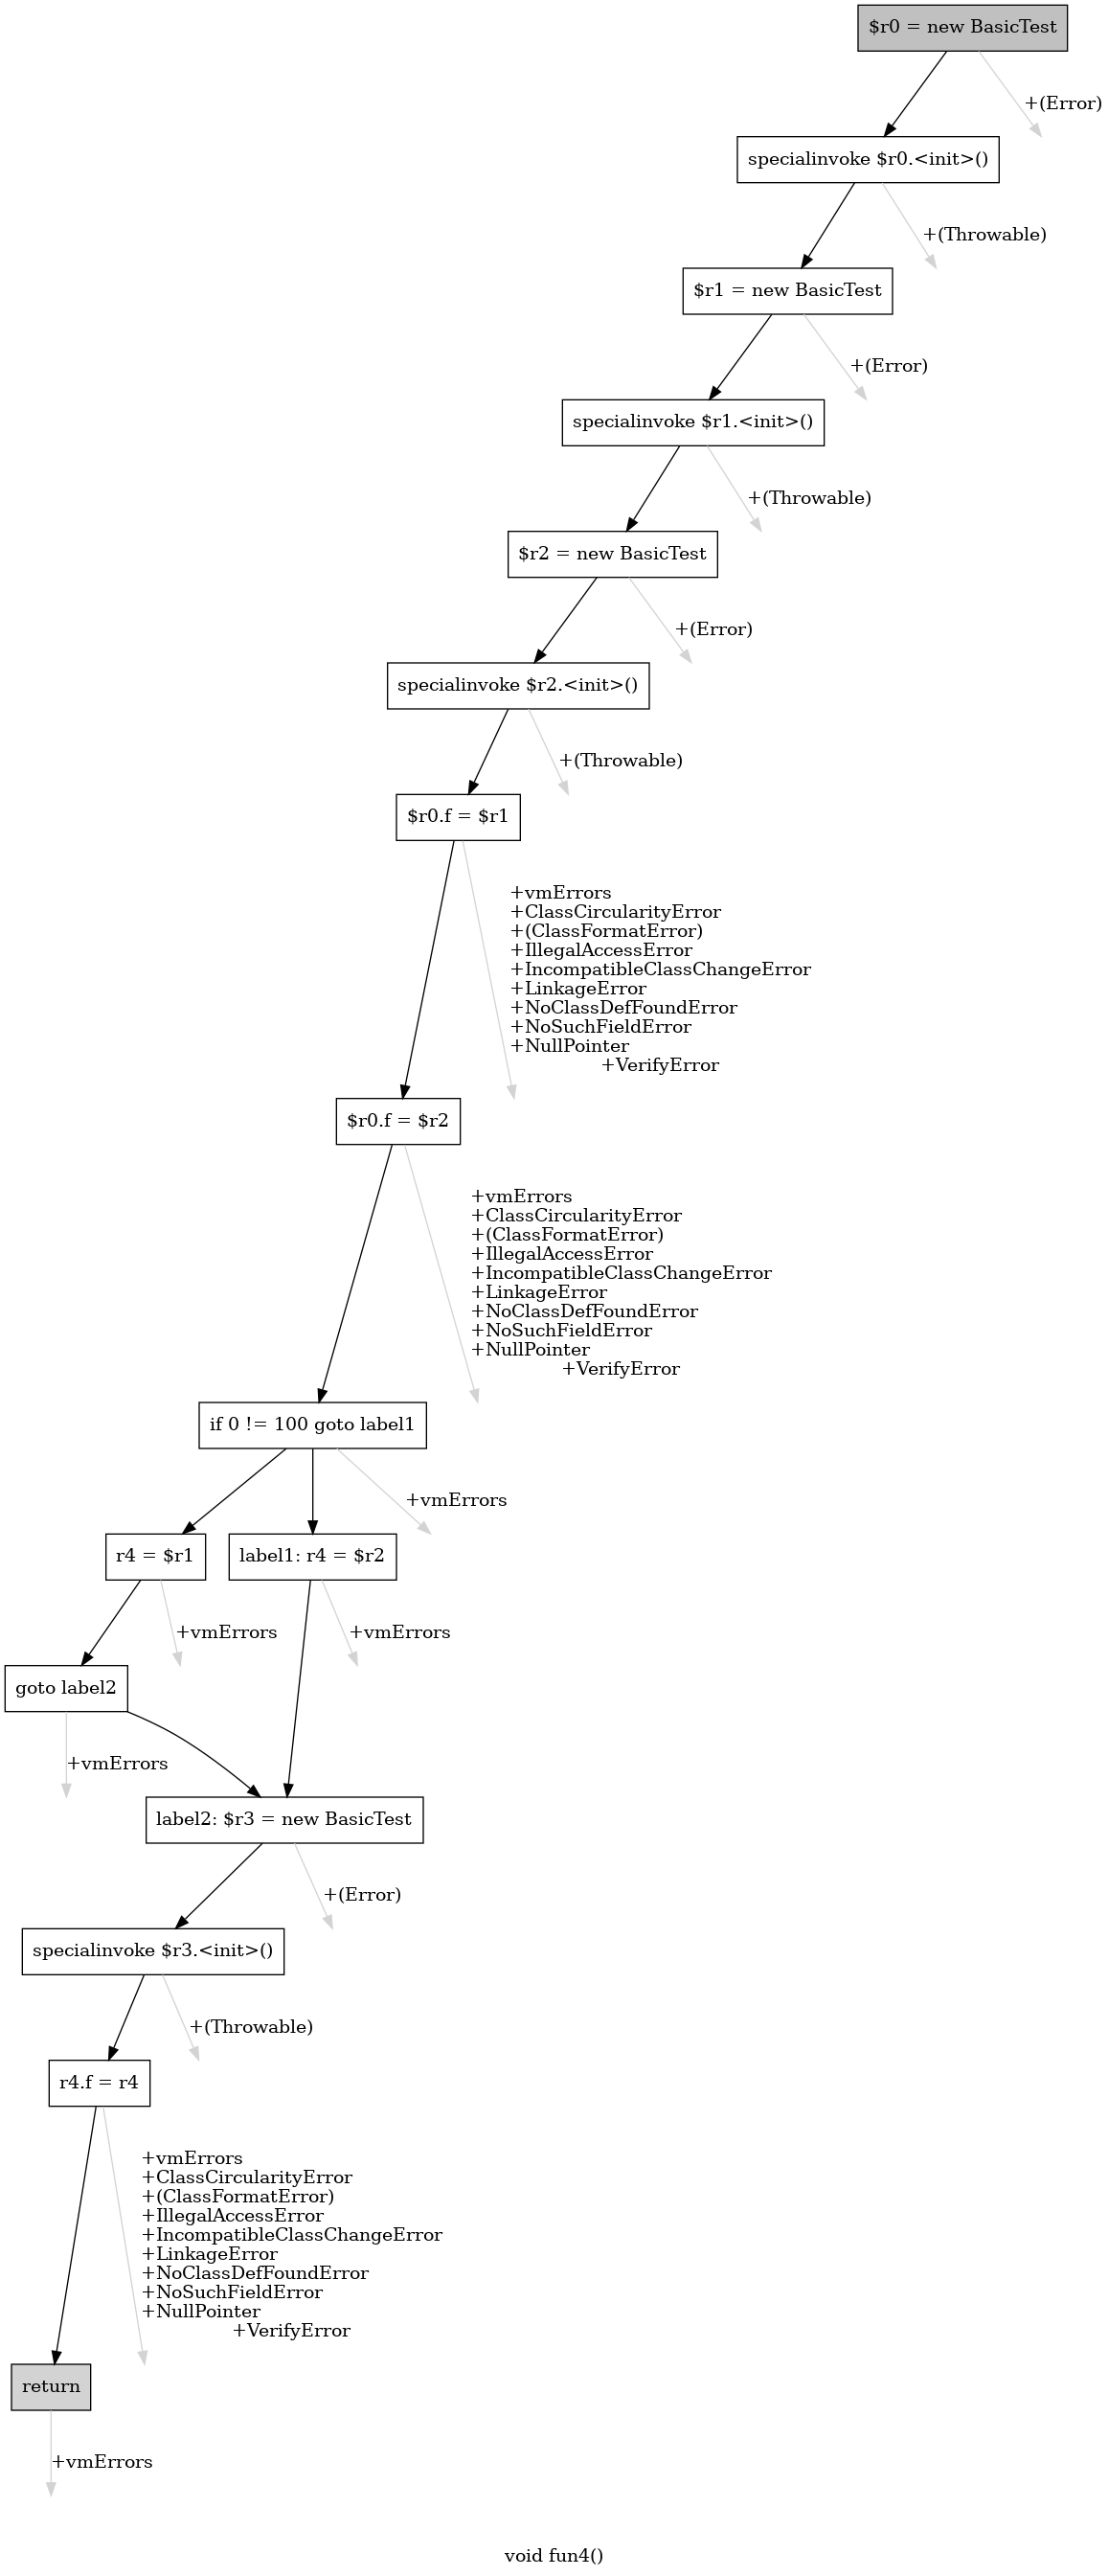 $r0 = new BasicTest
+(Error)
specialinvoke $r0.<init>()
+(Throwable)
$r1 = new BasicTest
+(Error)
specialinvoke $r1.<init>()
+(Throwable)
$r2 = new BasicTest
+(Error)
specialinvoke $r2.<init>()
+(Throwable)
$r0.f = $r1
+vmErrors
+ClassCircularityError
+(ClassFormatError)
+IllegalAccessError
+IncompatibleClassChangeError
+LinkageError
+NoClassDefFoundError
+NoSuchFieldError
+NullPointer
+VerifyError
$r0.f = $r2
+vmErrors
+ClassCircularityError
+(ClassFormatError)
+IllegalAccessError
+IncompatibleClassChangeError
+LinkageError
+NoClassDefFoundError
+NoSuchFieldError
+NullPointer
+VerifyError
if 0 != 100 goto label1
+vmErrors
r4 = $r1
label1: r4 = $r2
+vmErrors
+vmErrors
goto label2
+vmErrors
label2: $r3 = new BasicTest
+(Error)
specialinvoke $r3.<init>()
+(Throwable)
r4.f = r4
+vmErrors
+ClassCircularityError
+(ClassFormatError)
+IllegalAccessError
+IncompatibleClassChangeError
+LinkageError
+NoClassDefFoundError
+NoSuchFieldError
+NullPointer
+VerifyError
return
+vmErrors
void fun4()